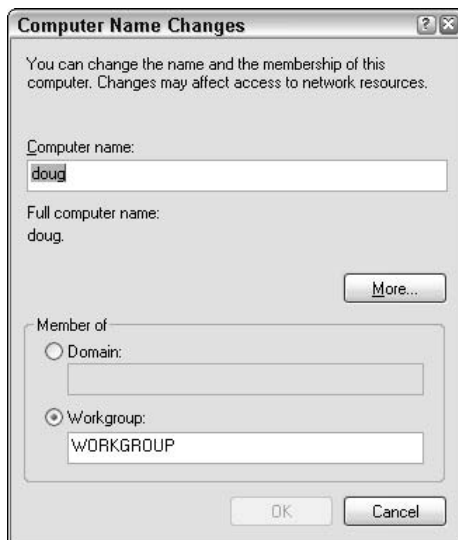 Computer Name Changes
You can change the name and the membership of this
computer. Changes may affect access to network resources.
Computer name:
doug
Full computer name:
doug.
More...
Member of
Domain:
Workgroup:
WORKGROUP
OK
Cancel